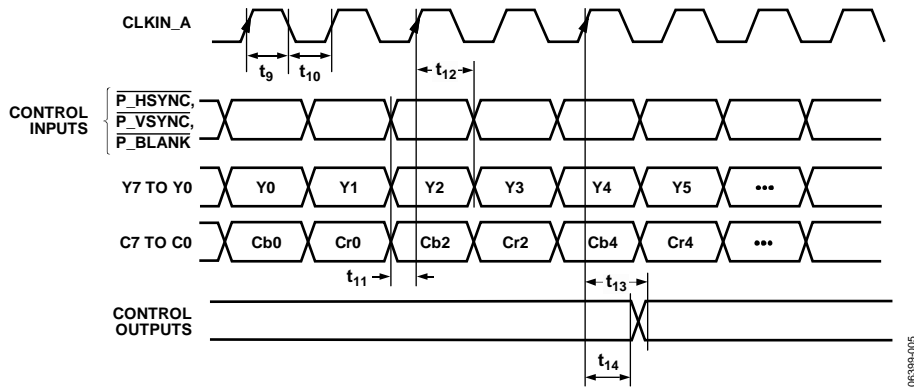 CLKIN_A
t9
t10
t12
CONTROL
INPUTS
P_HSYNC,
P_VSYNC,
P_BLANK
Y7 TO Y0
Y0
Y1
Y2
Y3
Y4
Y5
•••
C7 TO C0
Cb0
Cr0
Cb2
Cr2
Cb4
Cr4
•••
t11
t13
CONTROL
OUTPUTS
t14
06399-005